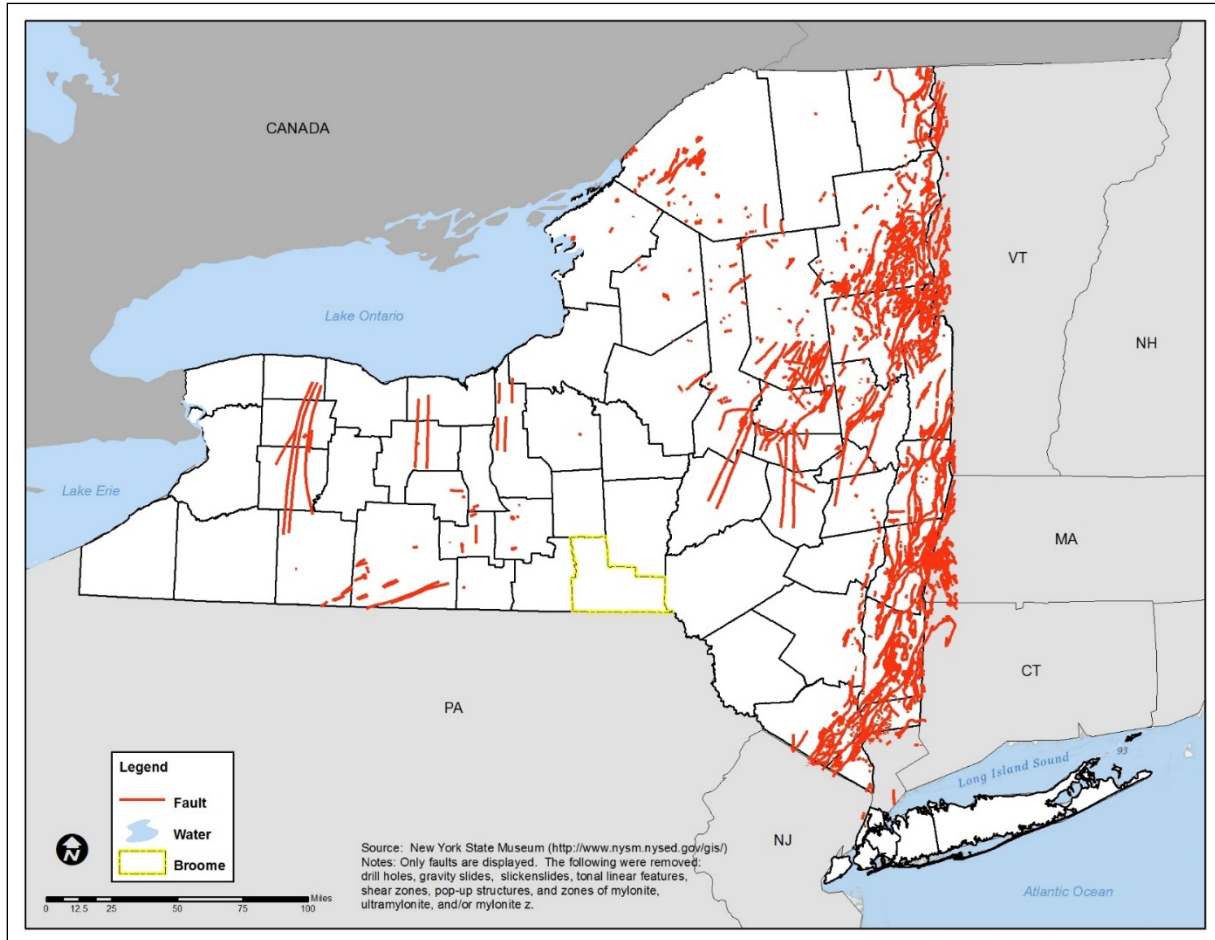 CANADA
VT
Lake Ontario
NH
Lake Erie
MA
CT
PA
93
Long Island Sound
Legend
Fault
Water
Broome
N
NJ
Source: New York State Museum (http://www.nysm.nysed.gov/gis/)
Notes: Only faults are displayed. The following were removed:
drill holes, gravity slides, slickenslides, tonal linear features,
shear zones, pop-up structures, and zones of mylonite,
ultramylonite, and/or mylonite z.
Atlantic Ocean
Miles
0 12.5 25 50 75 100